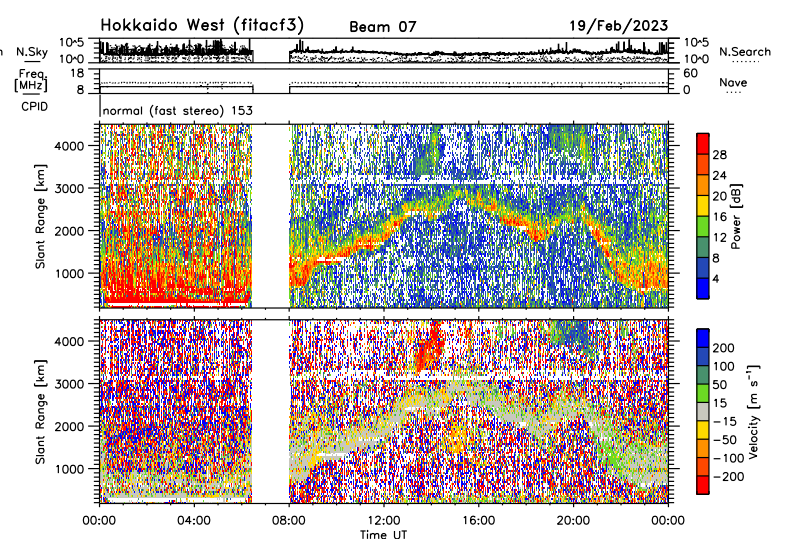 Hokkaido West (fitacf3) Beam 07 19/Feb/2023
N.Sky 10^5 10^5 N.Search
10^0 10^0
Freq. 18 60
[MHz] 8 0 Nave
CPID
normal (fast stereo) 153
Slant Range [km]
4000
3000
2000
1000
Power [dB]
28
24
20
16
12
8
4
Slant Range [km]
4000
3000
2000
1000
Velocity [m s⁻¹]
200
100
50
15
-15
-50
-100
-200
00:00 04:00 08:00 12:00 16:00 20:00 00:00
Time UT